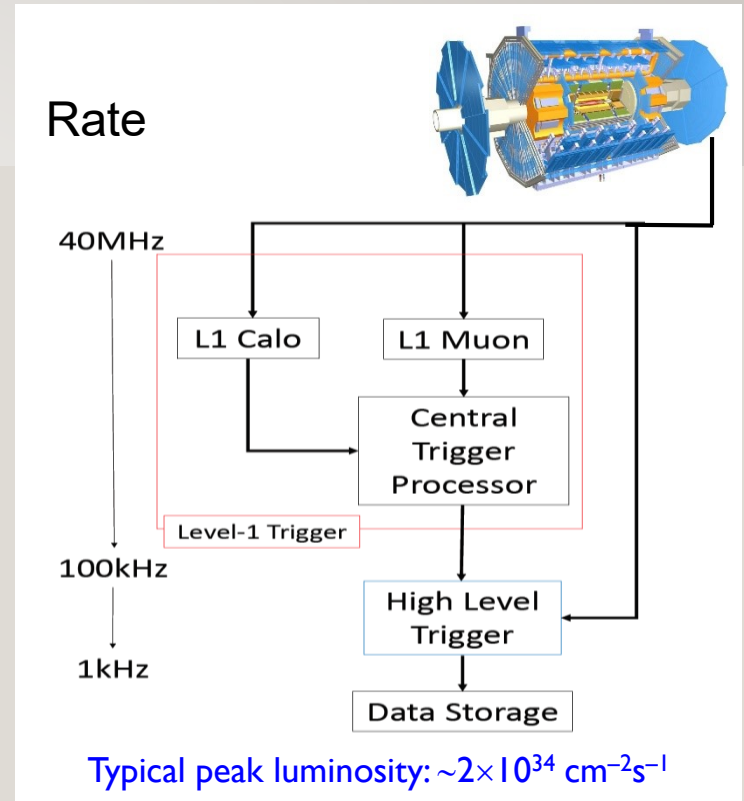 Rate
40MHz
L1 Calo
L1 Muon
Central
Trigger
Processor
Level-1 Trigger
100kHz
High Level
Trigger
1kHz
Data Storage
Typical peak luminosity: ~2×10³⁴ cm⁻²s⁻¹